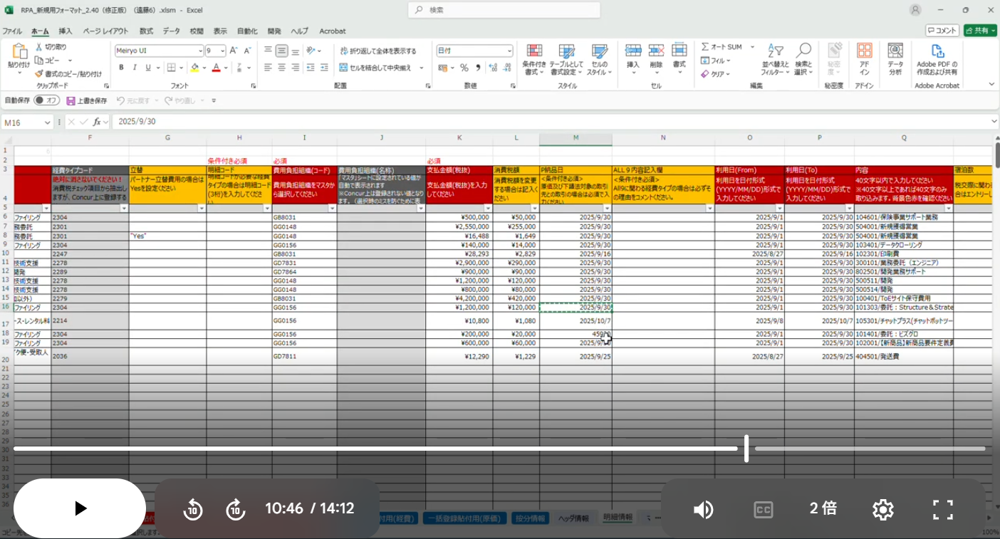 RPA_新規用フォーマット_2.40（修正版）（遠藤6）.xlsm - Excel
検索
ファイル ホーム 挿入 ページ レイアウト 数式 データ 校閲 表示 自動化 開発 ヘルプ Acrobat
コメント 共有
貼り付け 切り取り コピー 書式のコピー/貼り付け
Meiryo UI 9
B I U
折り返して全体を表示する
セルを結合して中央揃え
日付
条件付き書式 テーブルとして書式設定 セルのスタイル
挿入 削除 書式
オート SUM フィル クリア
並べ替えとフィルター 検索と選択
秘密度 アドイン データ分析 Adobe PDF の作成および共有
クリップボード フォント 配置 数値 スタイル セル 編集 秘密度 アドイン Adobe Acrobat
自動保存 オフ 上書き保存 元に戻す やり直し
M16 fx 2025/9/30
F G H I J K L M N O P Q
1 6
2 条件付き必須 必須 必須
3 経費タイプコード 立替 明細コード 費用負担組織(コード) 費用負担組織(名称) 支払金額(税抜) 消費税額 P納品日 ALL９内容記入欄 利用日(From) 利用日(To) 内容 宿泊数
4 絶対に消さないでください！
消費税チェック項目から抽出し
ますが、Concur上に登録する
パートナー立替費用の場合は
Yesを設定ください
明細コードが必要な経費
タイプの場合は明細コード
(3桁)を入力してくださ
費用負担組織をマスタか
ら選択してください
「マスタ」シートに設定されている値が
自動で表示されます
※Concur上は登録されない値となり
ます。（選択時のミスを防ぐために表
支払金額(税抜)を入力
してください
消費税額を変更
する場合は記入く
ださい
<条件付き必須>
原価及び下請法対象の取引
先との取引の場合は必須で入
力ください
<条件付き必須>
All9に関わる経費タイプの場合は必ずそ
の理由をコメントください。
利用日を日付形式
(YYYY/MM/DD)形式で
入力してください
利用日を日付形式
(YYYY/MM/DD)形式で
入力してください
40文字以内で入力してください
※40文字以上であれば40文字のみ
取り込みます。背景色赤を確認ください
税交際に関わ
合はエントリーし
5
6 ファイリング 2304 GB8031 ¥500,000 ¥50,000 2025/9/30 2025/9/1 2025/9/30 104601/保険事業サポート業務
7 務委託 2301 GG0148 ¥2,550,000 ¥255,000 2025/9/30 2025/9/1 2025/9/30 504001/新規獲得営業
8 務委託 2301 "Yes" GG0148 ¥16,488 ¥1,649 2025/9/30 2025/9/1 2025/9/30 504001/新規獲得営業
9 ファイリング 2304 GG0156 ¥140,000 ¥14,000 2025/9/30 2025/9/1 2025/9/30 103401/データクローリング
10 2247 GB8031 ¥28,293 ¥2,829 2025/9/16 2025/8/27 2025/9/16 102301/印刷費
11 技術支援 2278 GD7831 ¥2,900,000 ¥290,000 2025/9/30 2025/9/1 2025/9/30 300101/業務委託（エンジニア）
12 開発 2289 GD7864 ¥900,000 ¥90,000 2025/9/30 2025/9/1 2025/9/30 802501/開発業務サポート
13 技術支援 2278 GG0148 ¥1,200,000 ¥120,000 2025/9/30 2025/9/1 2025/9/30 500511/開発
14 技術支援 2278 GG0148 ¥800,000 ¥80,000 2025/9/30 2025/9/1 2025/9/30 500514/開発
15 以外） 2279 GB8031 ¥4,200,000 ¥420,000 2025/9/30 2025/9/1 2025/9/30 100401/ToEサイト保守費用
16 ファイリング 2304 GG0156 ¥1,200,000 ¥120,000 2025/9/30 2025/9/1 2025/9/30 101303/委託：Structure＆Strate
17 ース・レンタル料 2214 GG0156 ¥10,800 ¥1,080 2025/10/7 2025/9/8 2025/10/7 105301/チャットプラス(チャットボットツー
18 ファイリング 2304 GG0156 ¥200,000 ¥20,000 2025/9/1 2025/9/30 101401/委託：ビズグロ
19 ファイリング 2304 GG0156 ¥600,000 ¥60,000 2025/9/1 2025/9/30 102001/【新商品】新商品要件定義費
20 ク便・受取人 2036 GD7811 ¥12,290 ¥1,229 2025/9/25 2025/8/27 2025/9/25 404501/発送費
21
22
23
24
25
26
27
28
29
30
31
32
33
34
35
36
10 10 10:46 / 14:12 CC 2 倍
付用(経費) 一括登録貼付用(原価) 按分情報 ヘッダ情報 明細情報
100%